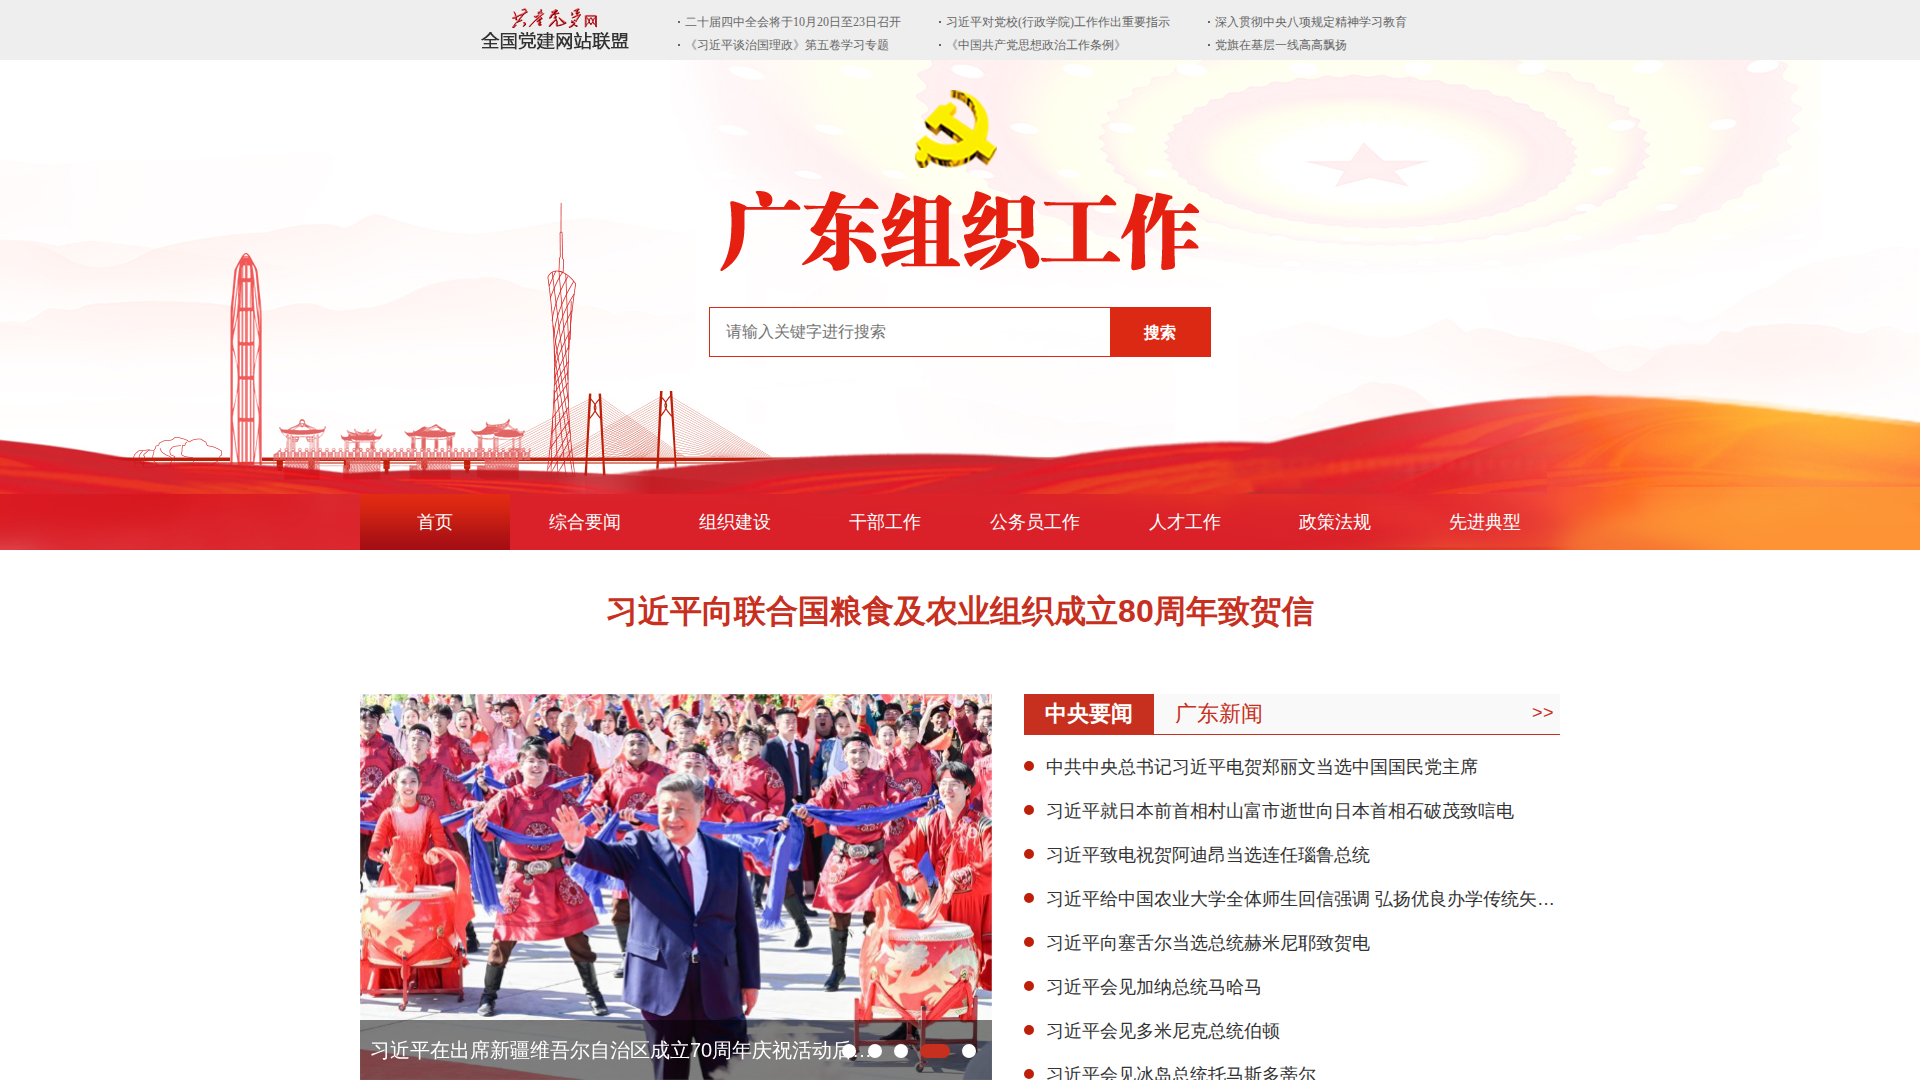 共产党员网
全国党建网站联盟
· 二十届四中全会将于10月20日至23日召开
· 习近平对党校(行政学院)工作作出重要指示
· 深入贯彻中央八项规定精神学习教育
· 《习近平谈治国理政》第五卷学习专题
· 《中国共产党思想政治工作条例》
· 党旗在基层一线高高飘扬
广东组织工作
请输入关键字进行搜索
搜索
首页
综合要闻
组织建设
干部工作
公务员工作
人才工作
政策法规
先进典型
习近平向联合国粮食及农业组织成立80周年致贺信
习近平在出席新疆维吾尔自治区成立70周年庆祝活动后…
中央要闻
广东新闻
>>
中共中央总书记习近平电贺郑丽文当选中国国民党主席
习近平就日本前首相村山富市逝世向日本首相石破茂致唁电
习近平致电祝贺阿迪昂当选连任瑙鲁总统
习近平给中国农业大学全体师生回信强调 弘扬优良办学传统矢…
习近平向塞舌尔当选总统赫米尼耶致贺电
习近平会见加纳总统马哈马
习近平会见多米尼克总统伯顿
习近平会见冰岛总统托马斯多蒂尔